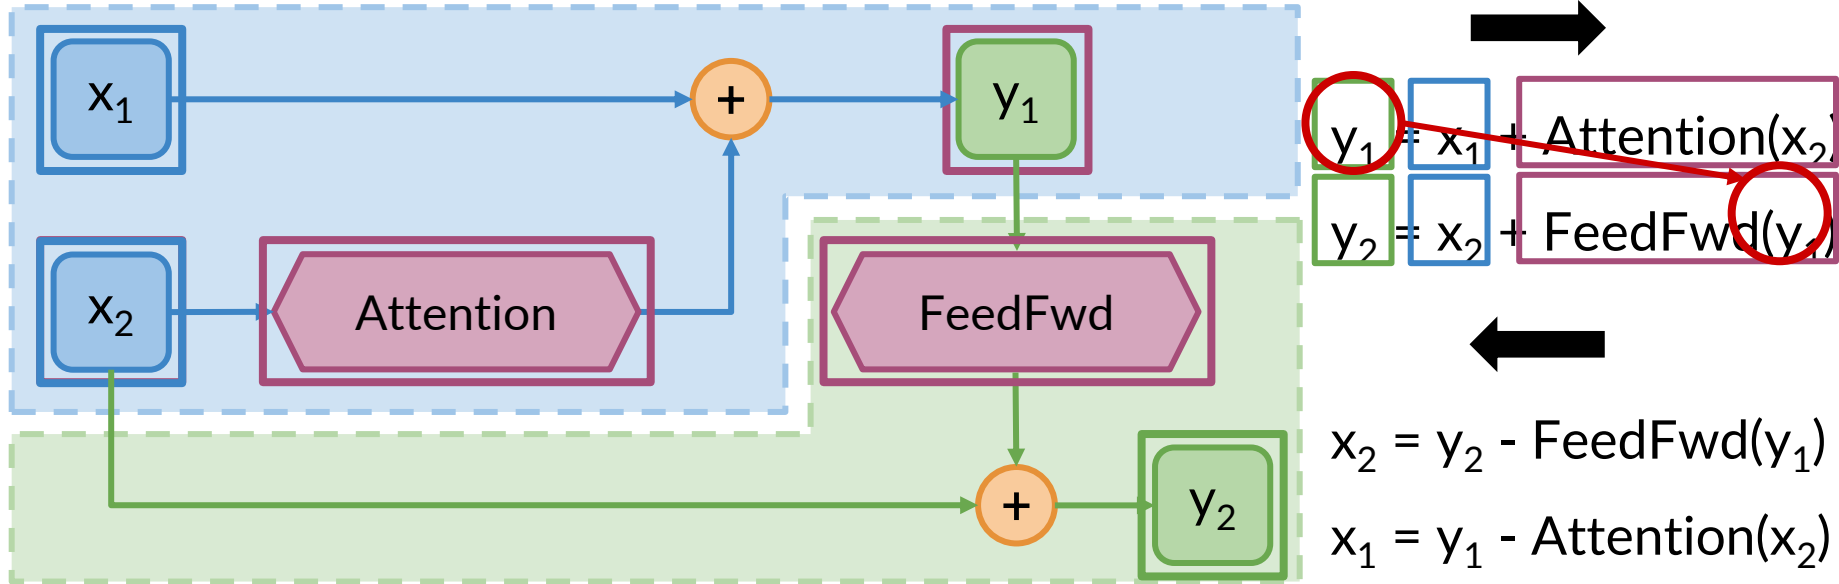 x1
+
y1
x2
Attention
FeedFwd
+
y2
y1 = x1 + Attention(x2)
y2 = x2 + FeedFwd(y1)
x2 = y2 - FeedFwd(y1)
x1 = y1 - Attention(x2)